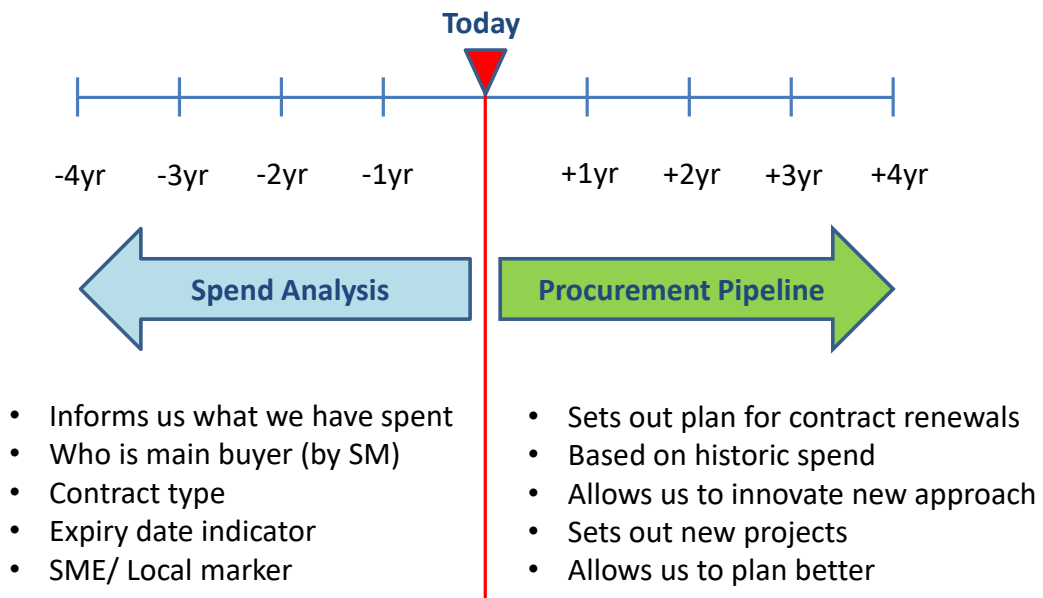 Today
-4yr -3yr -2yr -1yr +1yr +2yr +3yr +4yr
Spend Analysis
Procurement Pipeline
• Informs us what we have spent
• Who is main buyer (by SM)
• Contract type
• Expiry date indicator
• SME/ Local marker
• Sets out plan for contract renewals
• Based on historic spend
• Allows us to innovate new approach
• Sets out new projects
• Allows us to plan better